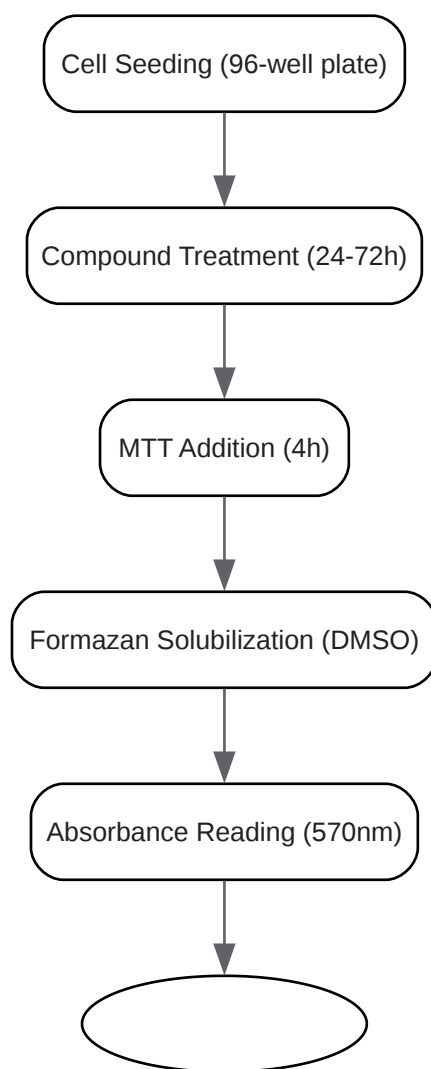 Cell Seeding (96-well plate)
Compound Treatment (24-72h)
MTT Addition (4h)
Formazan Solubilization (DMSO)
Absorbance Reading (570nm)